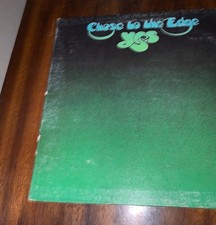 Close to the Edge
yes